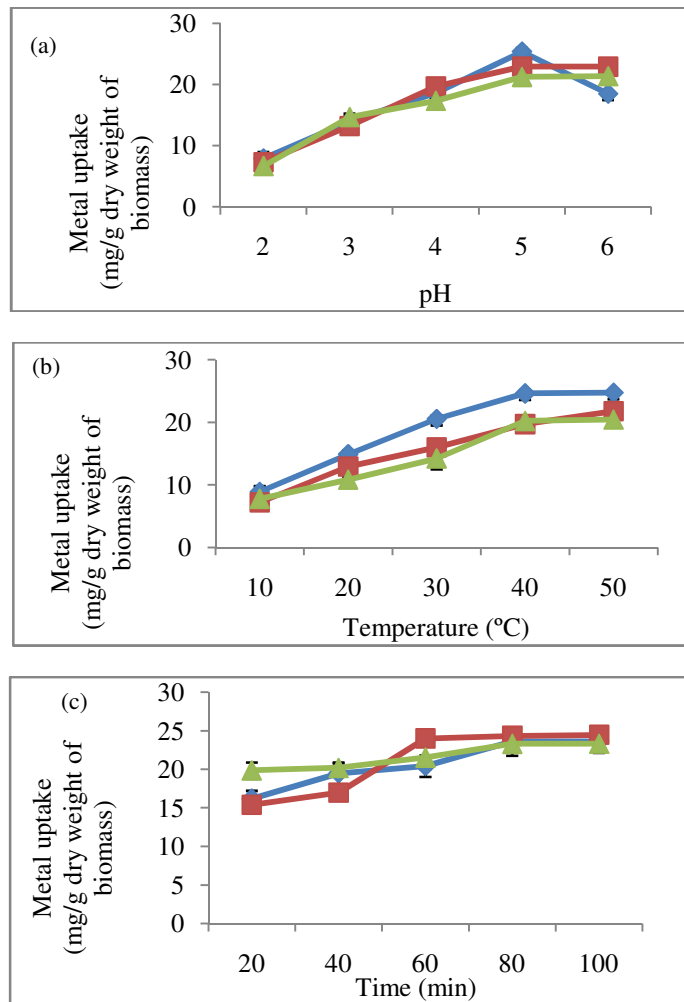 (a)
Metal uptake
(mg/g dry weight of
biomass)
30
20
10
0
2 3 4 5 6
pH
(b)
Metal uptake
(mg/g dry weight of
biomass)
30
20
10
0
10 20 30 40 50
Temperature (ºC)
(c)
Metal uptake
(mg/g dry weight of
biomass)
30
25
20
15
10
5
0
20 40 60 80 100
Time (min)